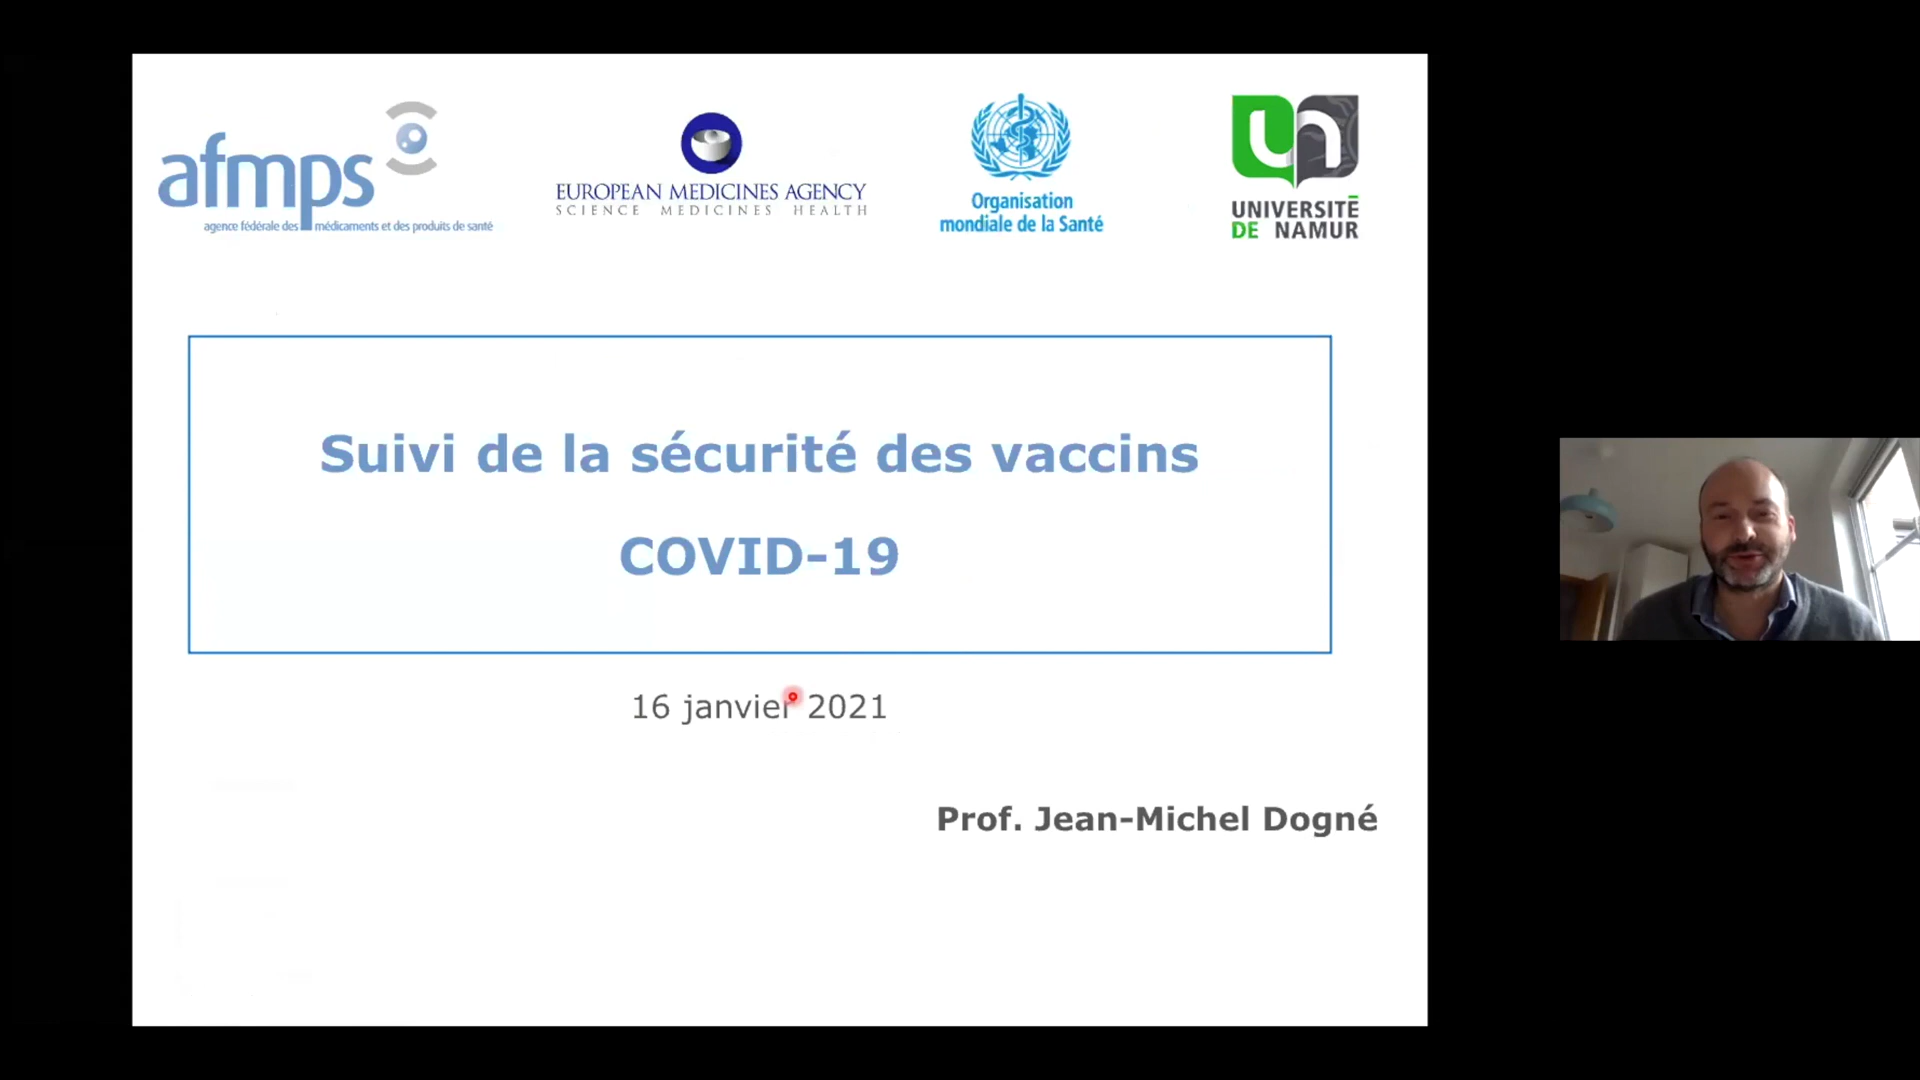 afmps
agence fédérale des médicaments et des produits de santé
EUROPEAN MEDICINES AGENCY
SCIENCE MEDICINES HEALTH
Organisation
mondiale de la Santé
UNIVERSITÉ
DE NAMUR
Suivi de la sécurité des vaccins
COVID-19
16 janvier 2021
Prof. Jean-Michel Dogné